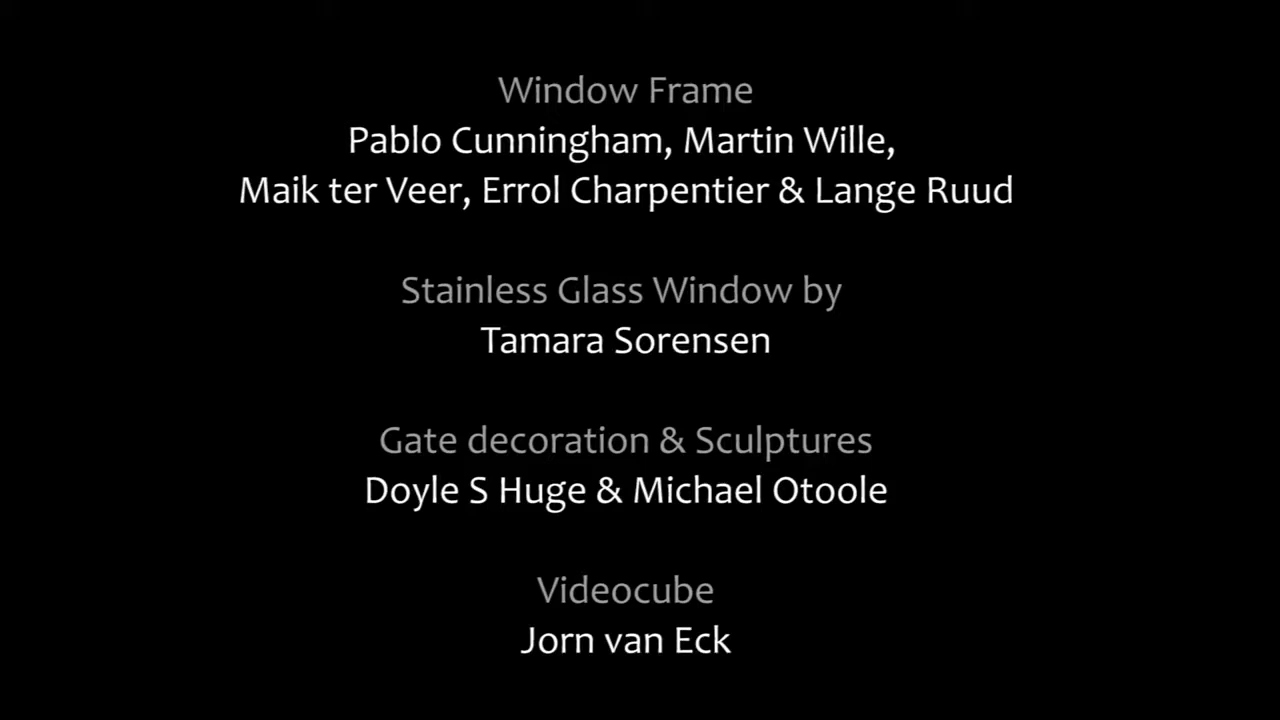 Window Frame
Pablo Cunningham, Martin Wille,
Maik ter Veer, Errol Charpentier & Lange Ruud
Stainless Glass Window by
Tamara Sorensen
Gate decoration & Sculptures
Doyle S Huge & Michael Otoole
Videocube
Jorn van Eck